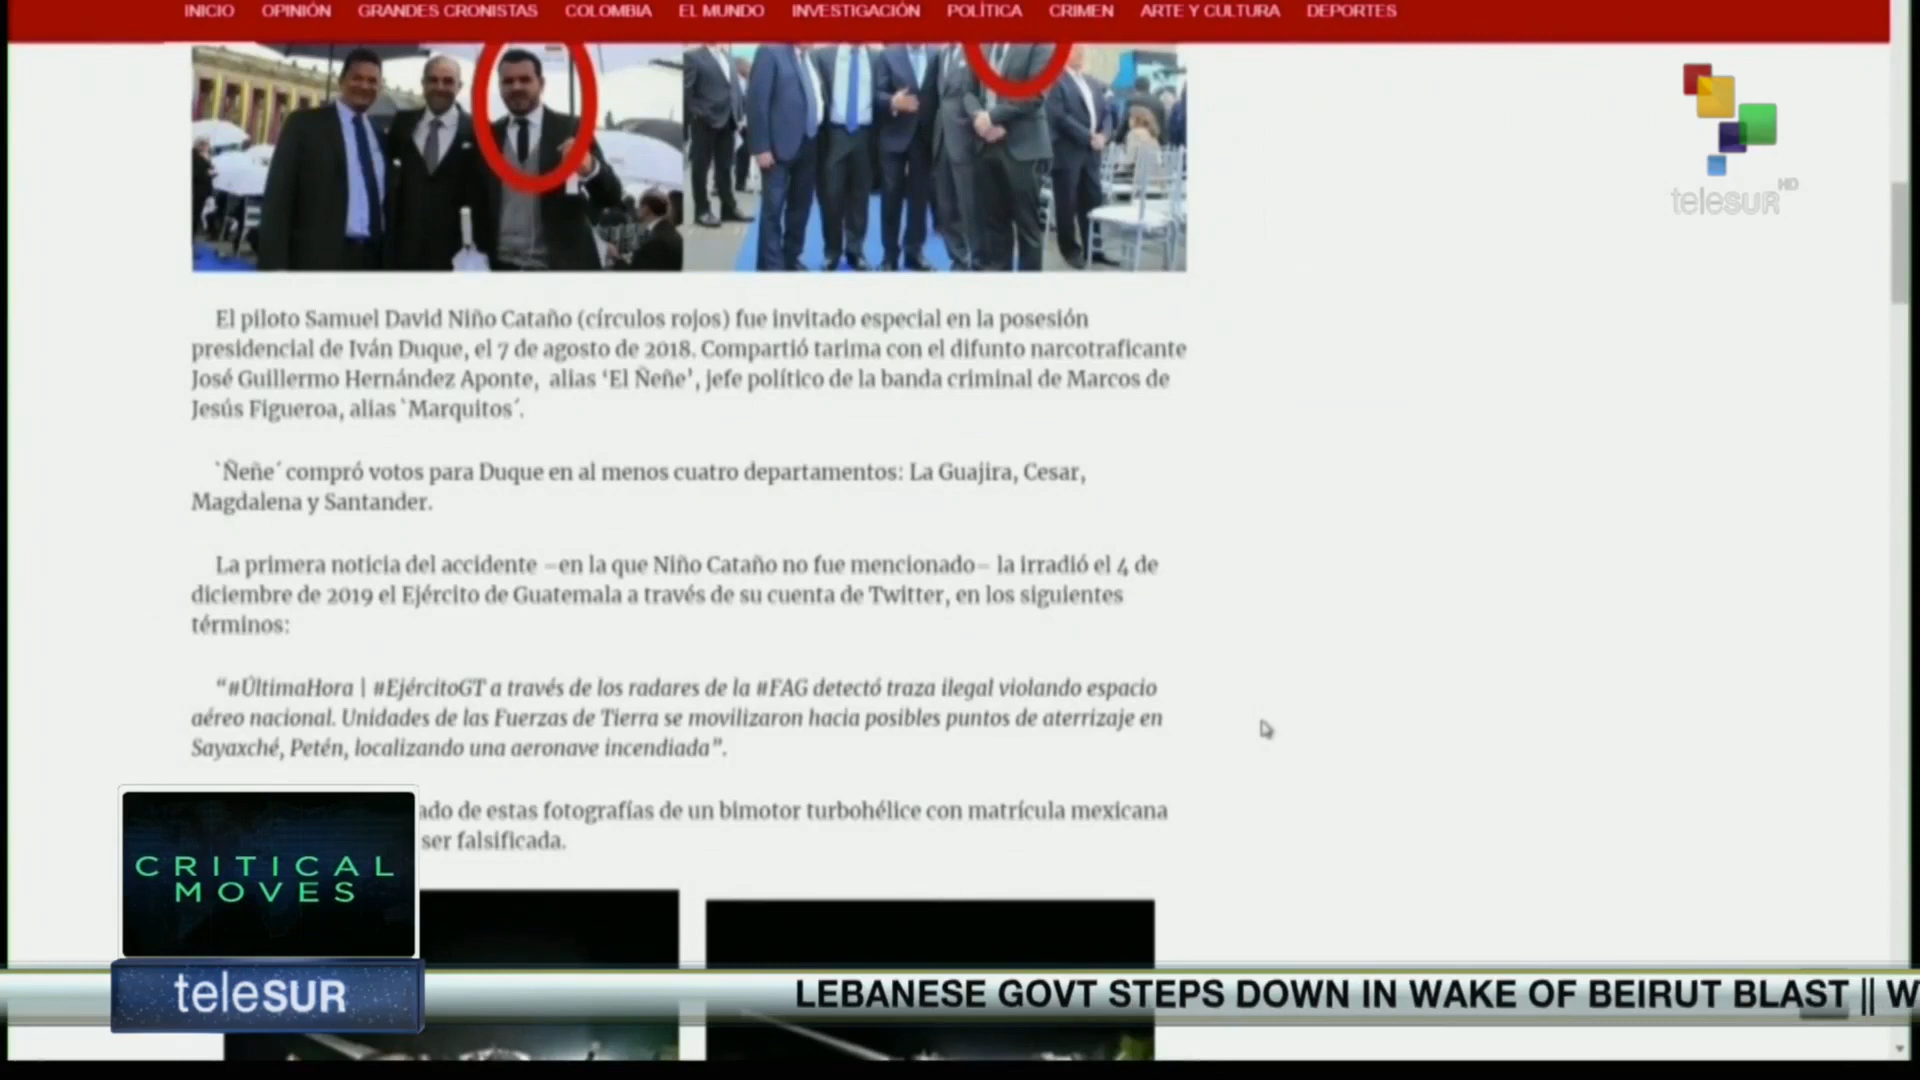 INICIO OPINIÓN GRANDES CRONISTAS COLOMBIA EL MUNDO INVESTIGACIÓN POLÍTICA CRIMEN ARTE Y CULTURA DEPORTES
telesur HD
El piloto Samuel David Niño Cataño (círculos rojos) fue invitado especial en la posesión
presidencial de Iván Duque, el 7 de agosto de 2018. Compartió tarima con el difunto narcotraficante
José Guillermo Hernández Aponte, alias ‘El Ñeñe’, jefe político de la banda criminal de Marcos de
Jesús Figueroa, alias `Marquitos´.
`Ñeñe´ compró votos para Duque en al menos cuatro departamentos: La Guajira, Cesar,
Magdalena y Santander.
La primera noticia del accidente –en la que Niño Cataño no fue mencionado– la irradió el 4 de
diciembre de 2019 el Ejército de Guatemala a través de su cuenta de Twitter, en los siguientes
términos:
“#ÚltimaHora | #EjércitoGT a través de los radares de la #FAG detectó traza ilegal violando espacio
aéreo nacional. Unidades de las Fuerzas de Tierra se movilizaron hacia posibles puntos de aterrizaje en
Sayaxché, Petén, localizando una aeronave incendiada”.
ado de estas fotografías de un bimotor turbohélice con matrícula mexicana
ser falsificada.
CRITICAL
MOVES
teleSUR
LEBANESE GOVT STEPS DOWN IN WAKE OF BEIRUT BLAST || W